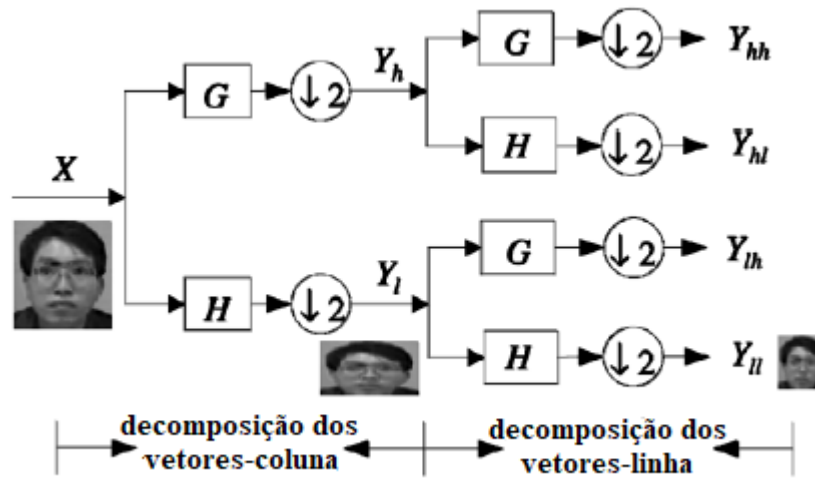 G ↓2 Y_hh
Y_h
G ↓2
H ↓2 Y_hl
X
G ↓2 Y_lh
Y_l
H ↓2
H ↓2 Y_ll
decomposição dos
vetores-coluna
decomposição dos
vetores-linha